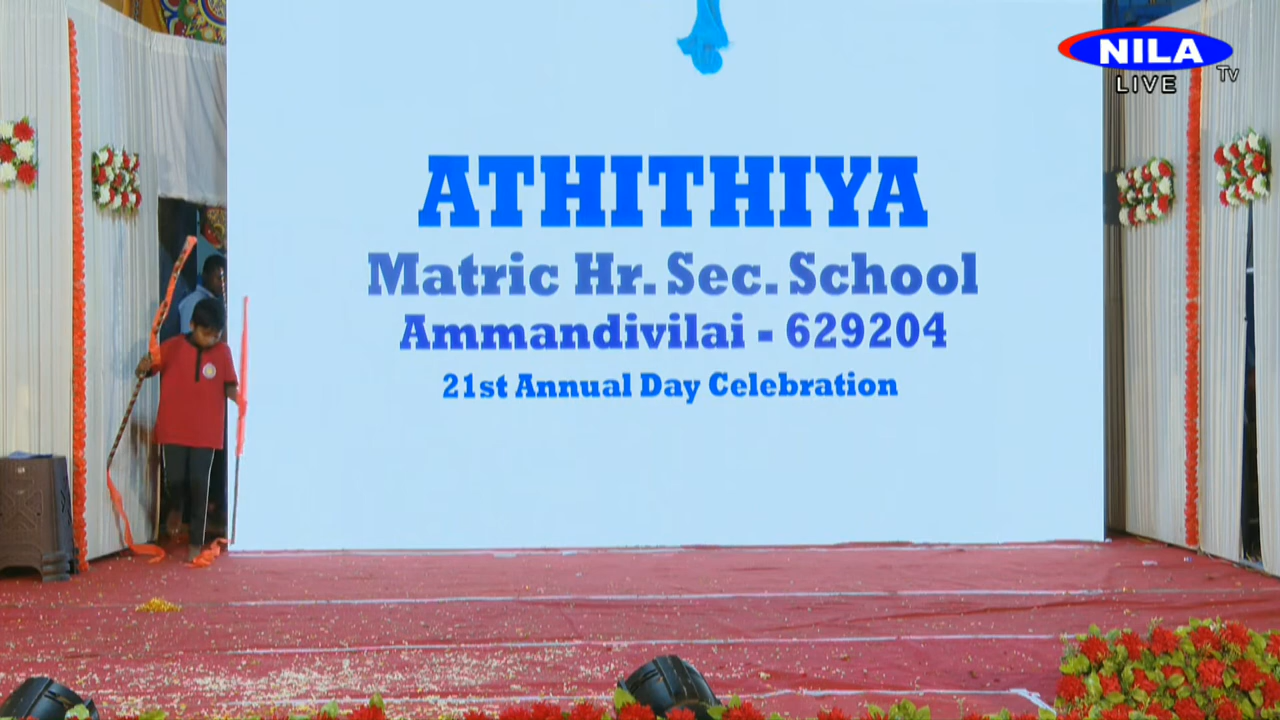 NILA
TV
LIVE
ATHITHIYA
Matric Hr. Sec. School
Ammandivilai - 629204
21st Annual Day Celebration